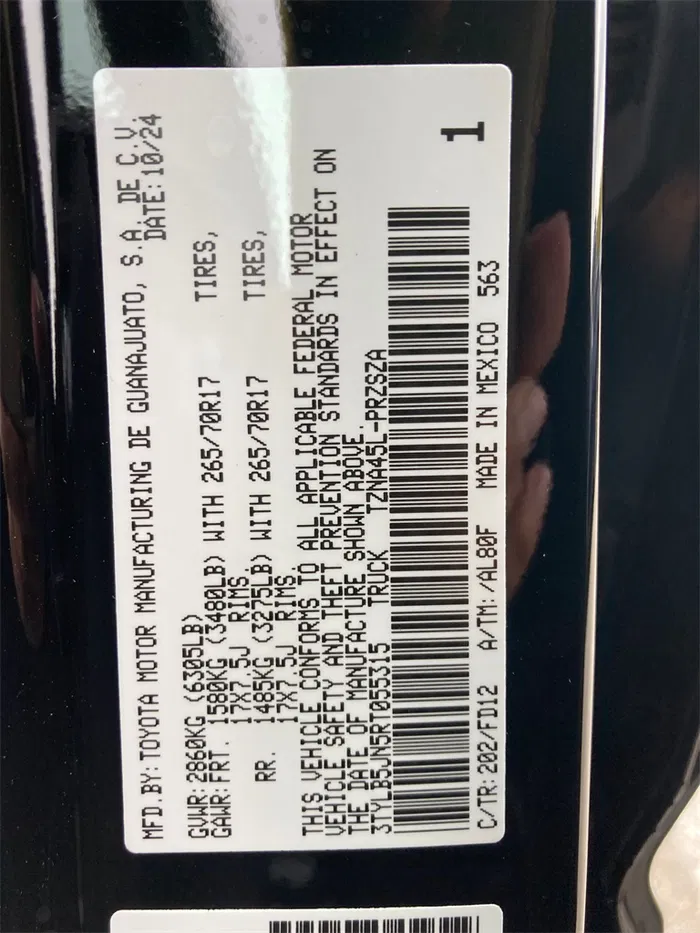 MFD.BY: TOYOTA MOTOR MANUFACTURING DE GUANAJUATO, S.A. DE C.V.
DATE: 10/24
GVWR: 2860KG (6305LB)
GAWR: FRT. 1580KG (3480LB) WITH 265/70R17 TIRES,
17X7.5J RIMS.
RR. 1485KG (3275LB) WITH 265/70R17 TIRES,
17X7.5J RIMS.
THIS VEHICLE CONFORMS TO ALL APPLICABLE FEDERAL MOTOR
VEHICLE SAFETY AND THEFT PREVENTION STANDARDS IN EFFECT ON
THE DATE OF MANUFACTURE SHOWN ABOVE.
3TYLB5JN5RT055315 TRUCK TZNA45L-PRZSZA
1
C/TR: 202/FD12 A/TM: /AL80F MADE IN MEXICO 563